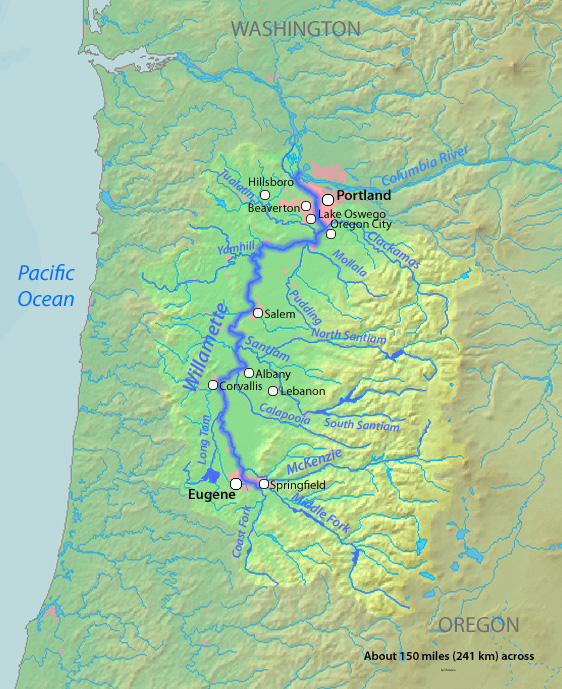 WASHINGTON
Columbia River
Tualatin
Hillsboro
Portland
Beaverton
Lake Oswego
Oregon City
Clackamas
Yamhill
Mollala
Pacific
Ocean
Pudding
Salem
North Santiam
Willamette
Santiam
Albany
Corvallis
Lebanon
Calapooia
South Santiam
Long Tom
McKenzie
Eugene
Springfield
Middle Fork
Coast Fork
OREGON
About 150 miles (241 km) across